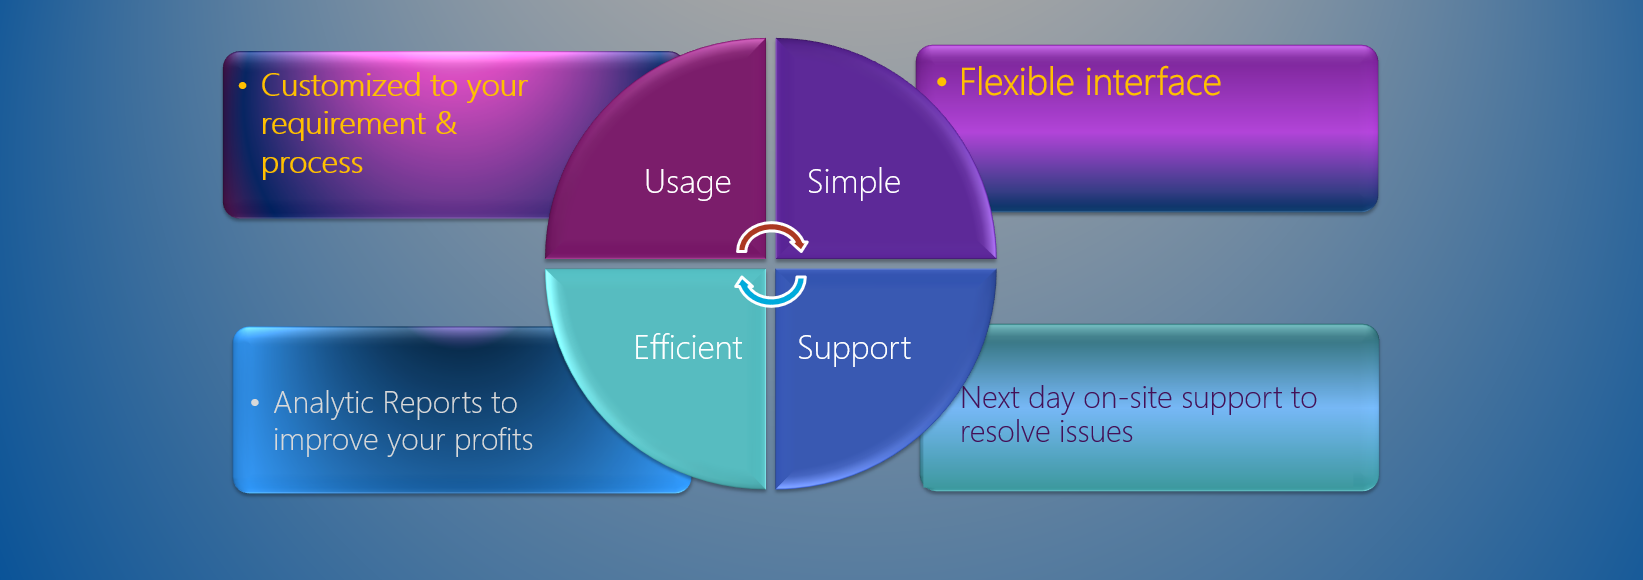 • Customized to your
requirement &
process
Usage
Simple
• Flexible interface
Efficient
Support
• Analytic Reports to
improve your profits
Next day on-site support to
resolve issues